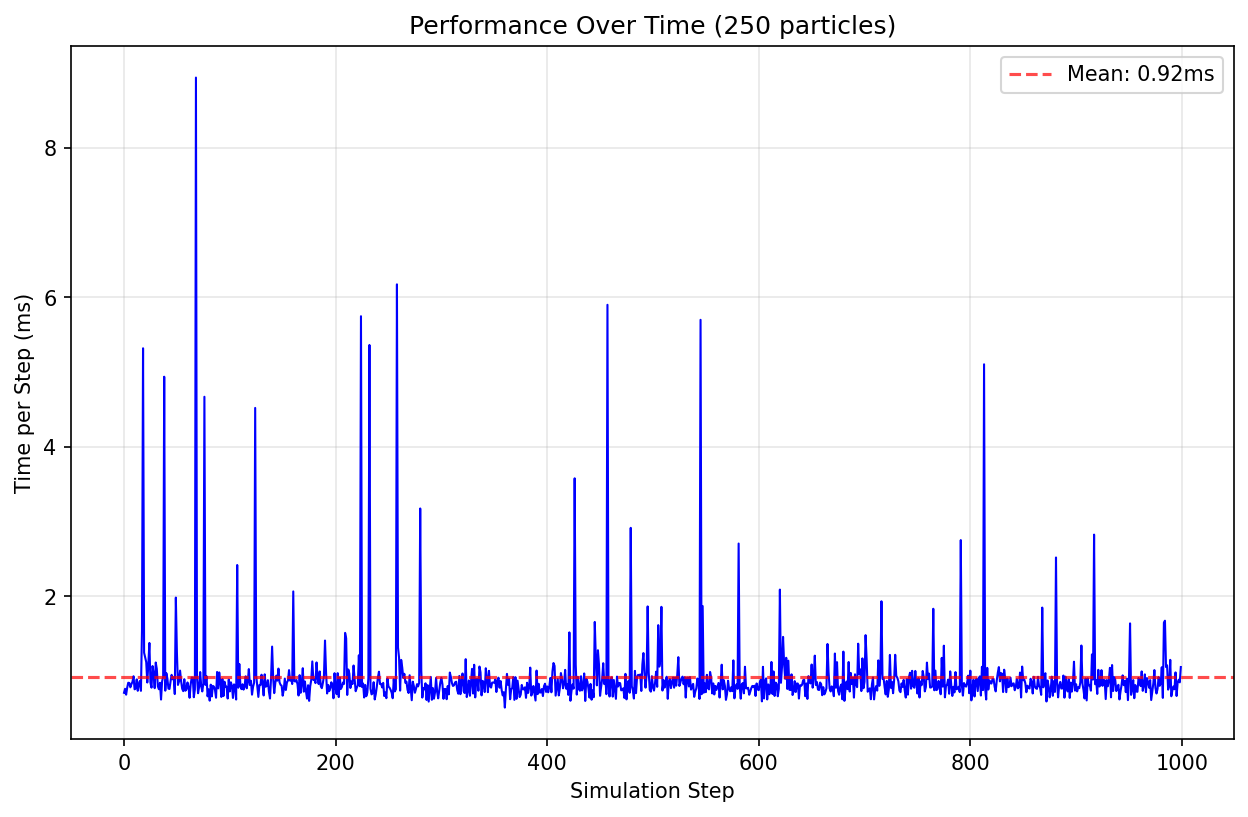 Performance Over Time (250 particles)
Mean: 0.92ms
Time per Step (ms)
8
6
4
2
0
200
400
600
800
1000
Simulation Step